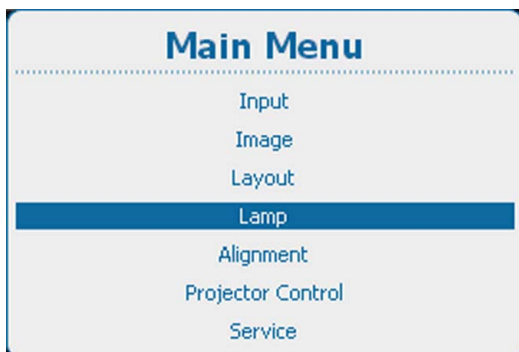 Main Menu
Input
Image
Layout
Lamp
Alignment
Projector Control
Service